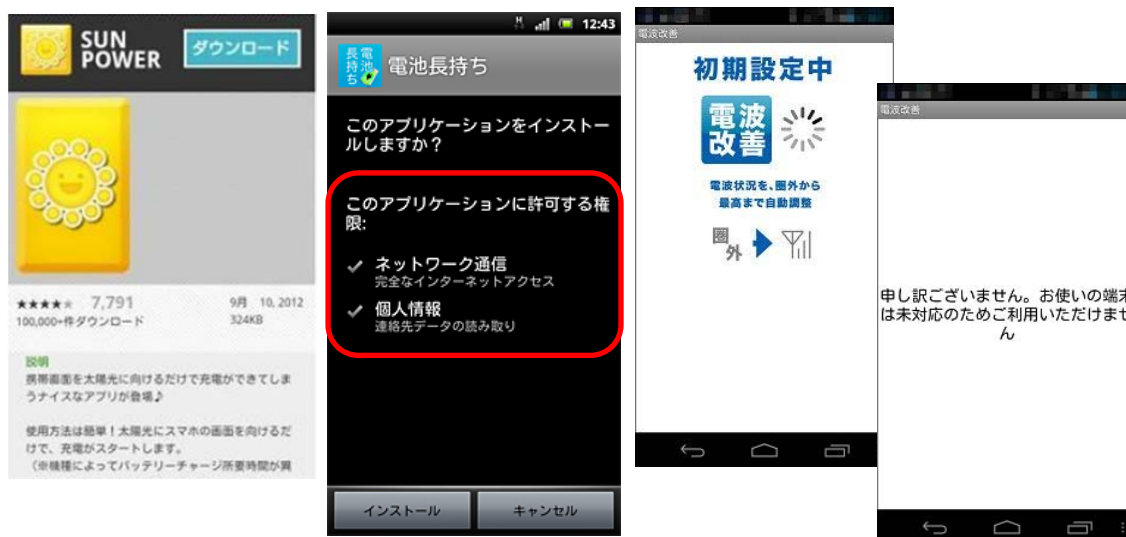 SUN
POWER
ダウンロード
★★★★★ 7,791
100,000+件ダウンロード
9月 10, 2012
324KB
説明
携帯画面を太陽光に向けるだけで充電ができてしま
うナイスなアプリが登場♪
使用方法は簡単！太陽光にスマホの画面を向けるだ
けで、充電がスタートします。
（※機種によってバッテリーチャージ所要時間が異
H 12:43
長持ち
電池
電池長持ち
このアプリケーションをインストー
ルしますか？
このアプリケーションに許可する権
限:
ネットワーク通信
完全なインターネットアクセス
個人情報
連絡先データの読み取り
インストール
キャンセル
電波改善
初期設定中
電波
改善
電波状況を、圏外から
最高まで自動調整
圏外
電波改善
申し訳ございません。お使いの端末
は未対応のためご利用いただけませ
ん